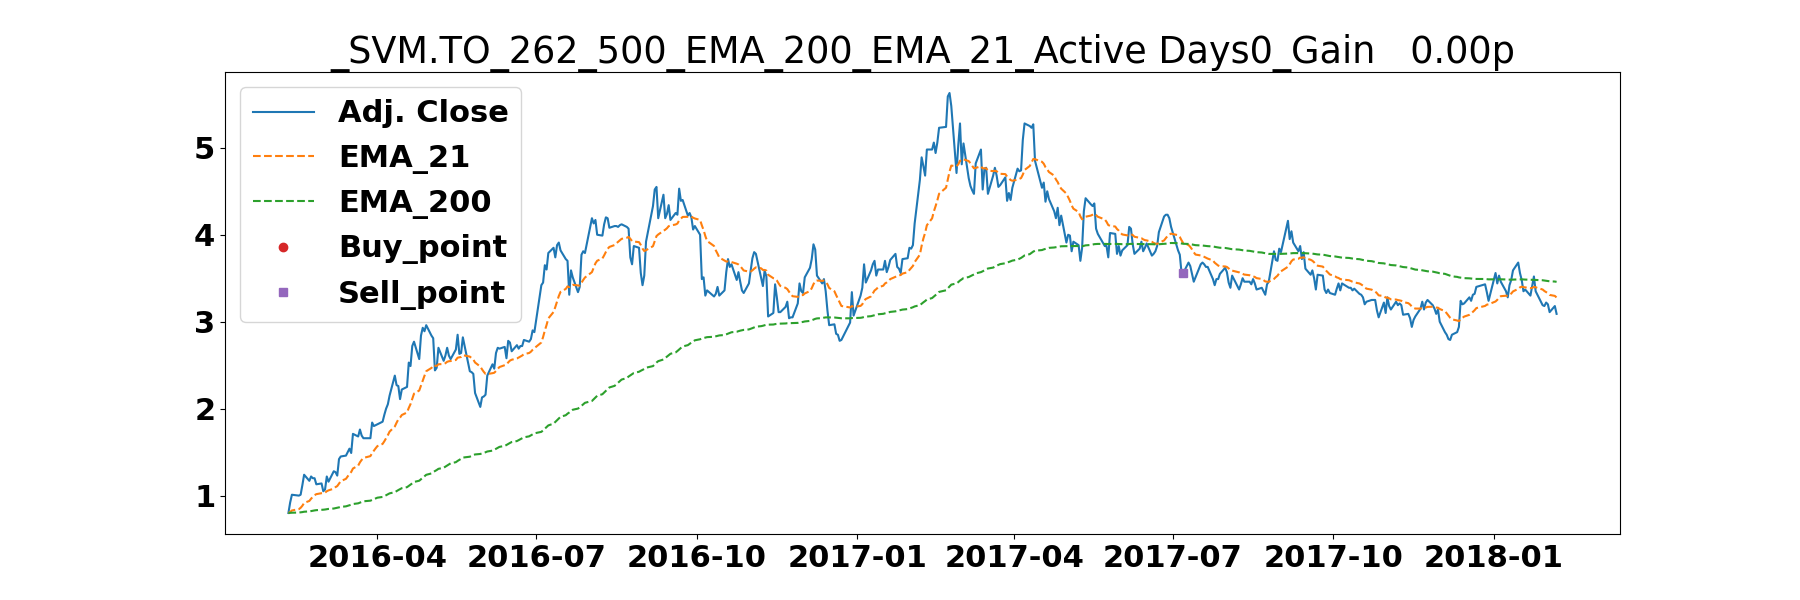 _SVM.TO_262_500_EMA_200_EMA_21_Active Days0_Gain   0.00p
Adj. Close
EMA_21
EMA_200
Buy_point
Sell_point
5
4
3
2
1
2016-04 2016-07 2016-10 2017-01 2017-04 2017-07 2017-10 2018-01